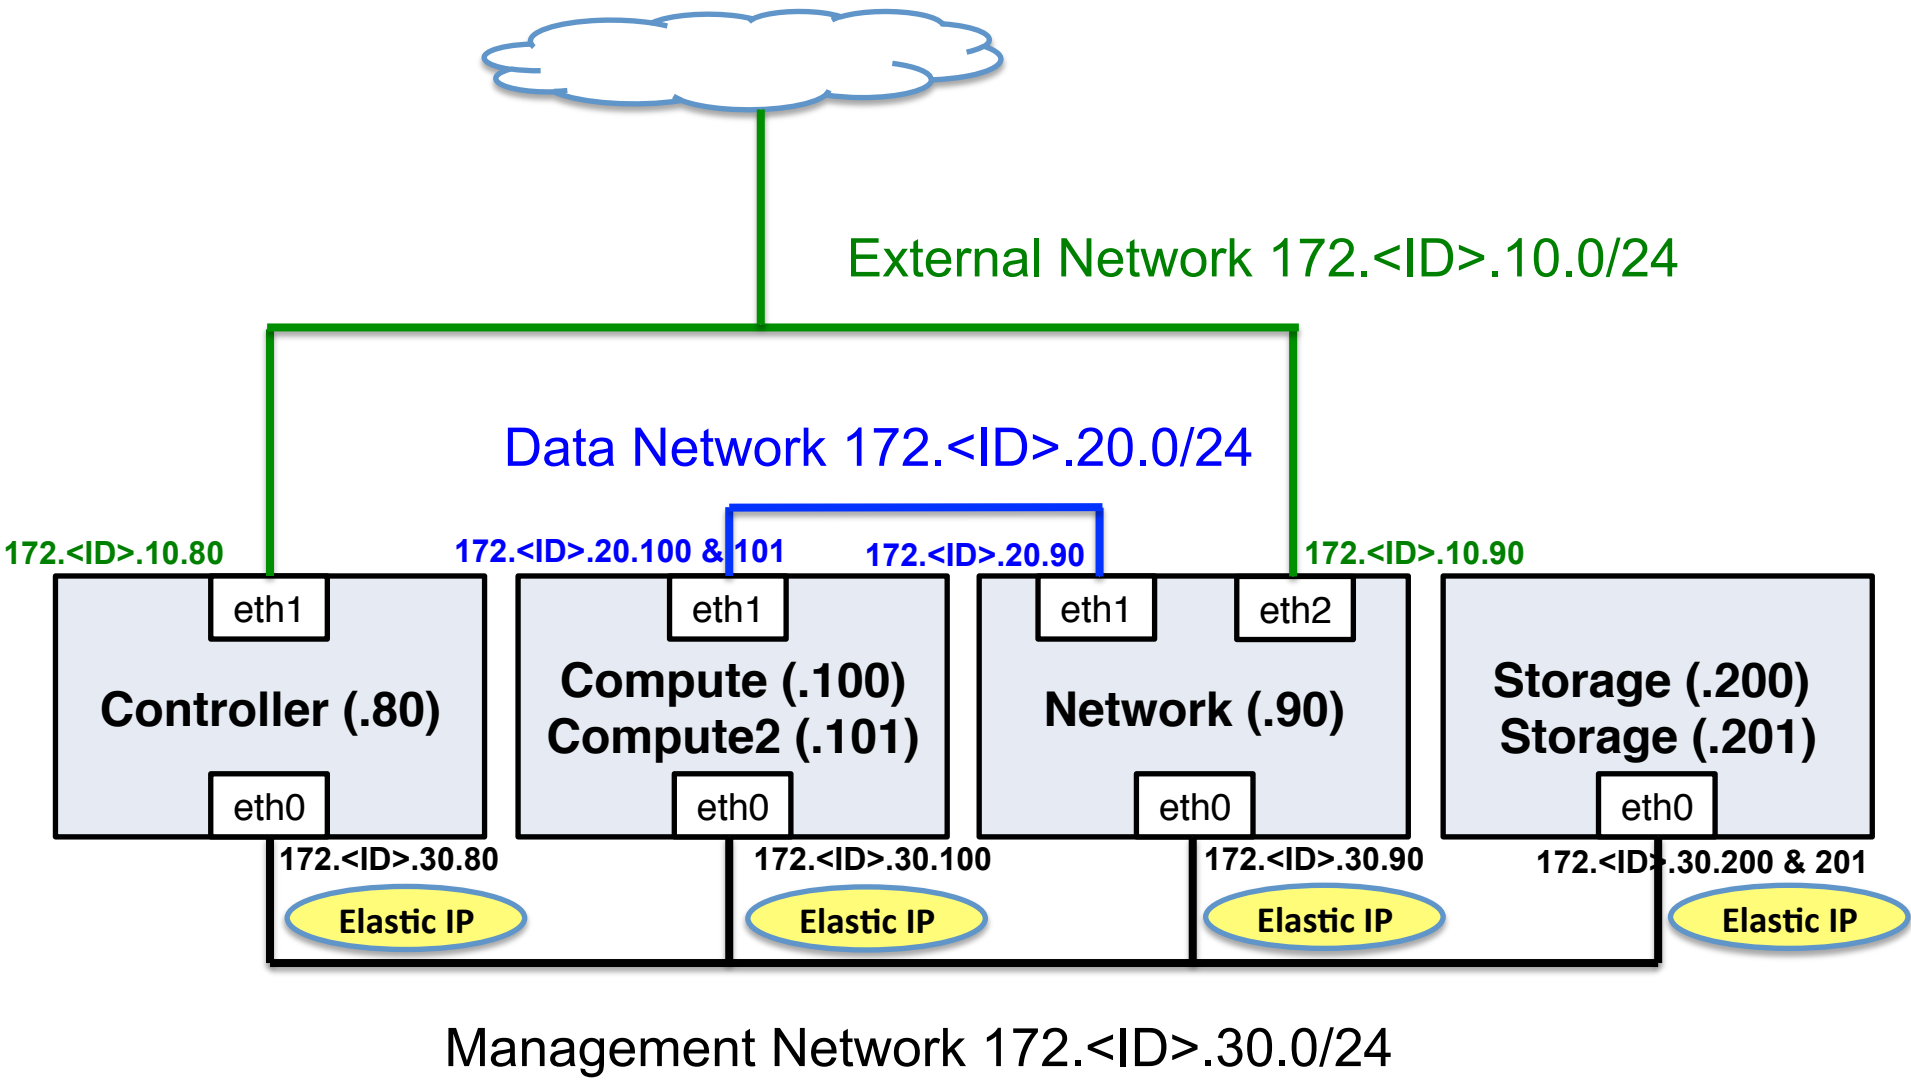 External Network 172.<ID>.10.0/24
Data Network 172.<ID>.20.0/24
172.<ID>.10.80
172.<ID>.20.100 & 101
172.<ID>.20.90
172.<ID>.10.90
eth1
eth1
eth1
eth2
Controller (.80)
Compute (.100)
Compute2 (.101)
Network (.90)
Storage (.200)
Storage (.201)
eth0
eth0
eth0
eth0
172.<ID>.30.80
172.<ID>.30.100
172.<ID>.30.90
172.<ID>.30.200 & 201
Elastic IP
Elastic IP
Elastic IP
Elastic IP
Management Network 172.<ID>.30.0/24